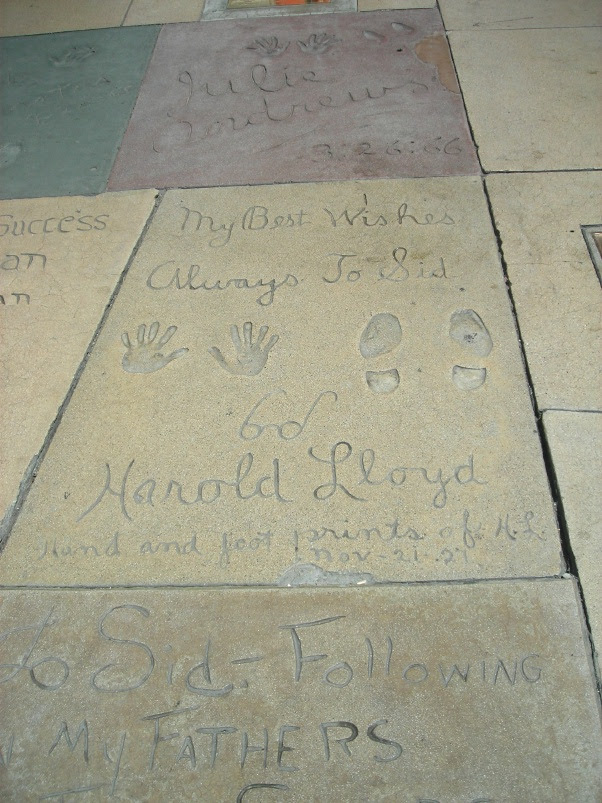 Julie
Andrews
3·26·66
Success
an
n
My Best Wishes
Always To Sid
Harold Lloyd
Hand and foot prints of H.L.
Nov-21-27
To Sid- Following
My FATHERS